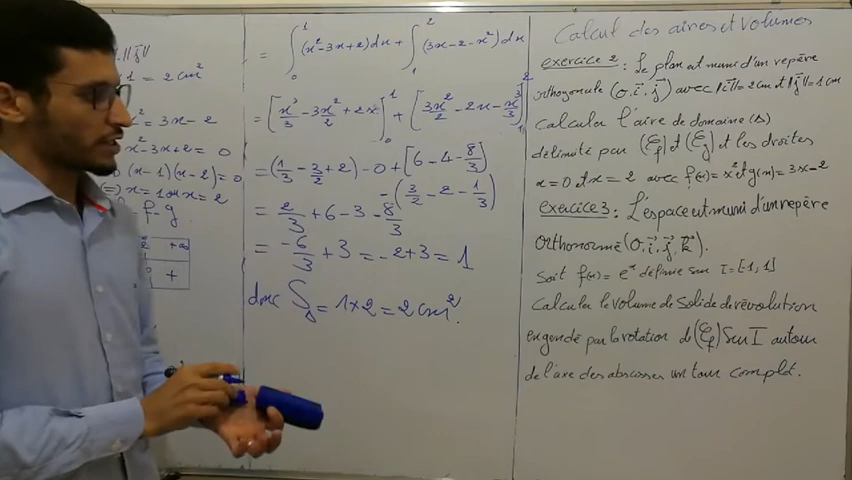 .||j||
1 = 2 cm²
x² = 3x - 2
x² - 3x + 2 = 0
(x - 1)(x - 2) = 0
(=) x = 1 ou x = 2
f - g
+∞
+
= ∫₀¹ (x² - 3x + 2) dx + ∫₁² (3x - 2 - x²) dx
= [x³/3 - 3x²/2 + 2x]₀¹ + [3x²/2 - 2x - x³/3]₁²
= (1/3 - 3/2 + 2) - 0 + [6 - 4 - 8/3]
- (3/2 - 2 - 1/3)
= 2/3 + 6 - 3 - 8/3
= -6/3 + 3 = -2 + 3 = 1
donc S_Δ = 1 × 2 = 2 cm².
Calcul des aires et volumes
exercice 2 : Le plan est muni d'un repère
orthogonale (o, i, j) avec ||i|| = 2 cm et ||j|| = 1 cm
Calculer l'aire de domaine (Δ)
délimité par (ℰf) et (ℰg) et les droites
x = 0 et x = 2 avec f(x) = x² et g(x) = 3x - 2
exercice 3 : L'espace est muni d'un repère
orthonormé (o, i, j, k).
Soit f(x) = eˣ définie sur I = [-1, 1]
Calculer le volume de solide de révolution
engendé par la rotation de (ℰf) sur I autour
de l'axe des abscisses un tour complet.